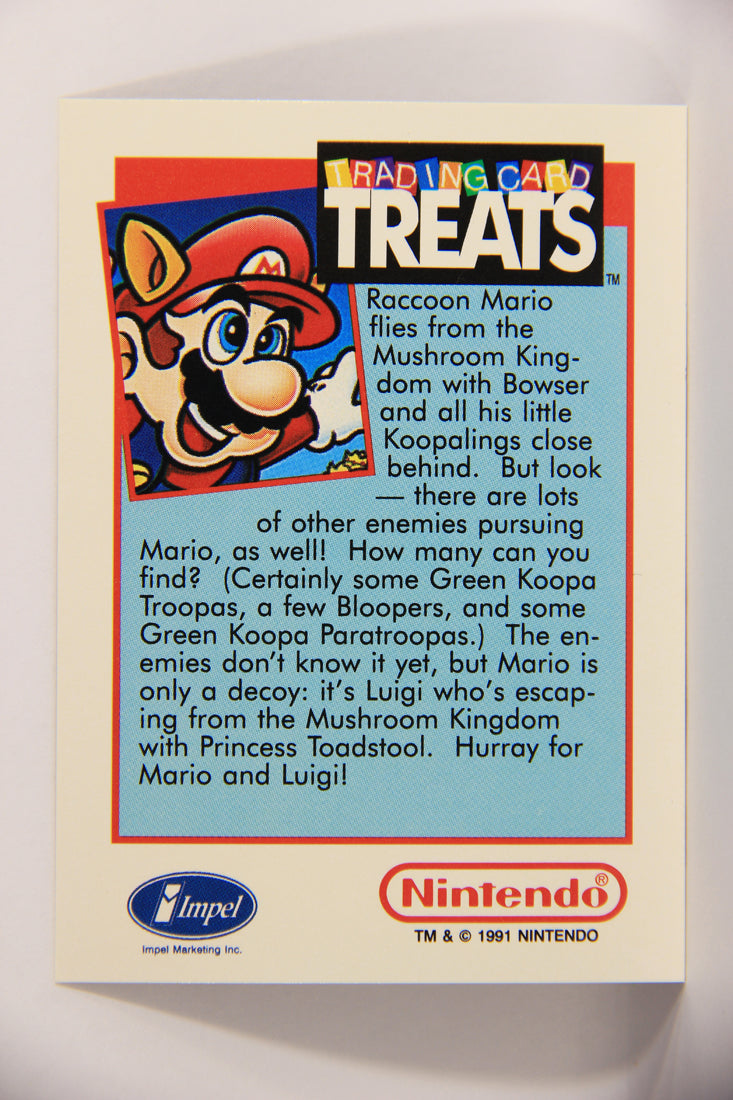 TRADING CARD
TREATS
TM
M
Raccoon Mario
flies from the
Mushroom King-
dom with Bowser
and all his little
Koopalings close
behind. But look
— there are lots
of other enemies pursuing
Mario, as well! How many can you
find? (Certainly some Green Koopa
Troopas, a few Bloopers, and some
Green Koopa Paratroopas.) The en-
emies don't know it yet, but Mario is
only a decoy: it's Luigi who's escap-
ing from the Mushroom Kingdom
with Princess Toadstool. Hurray for
Mario and Luigi!
Impel
Impel Marketing Inc.
Nintendo®
TM & © 1991 NINTENDO